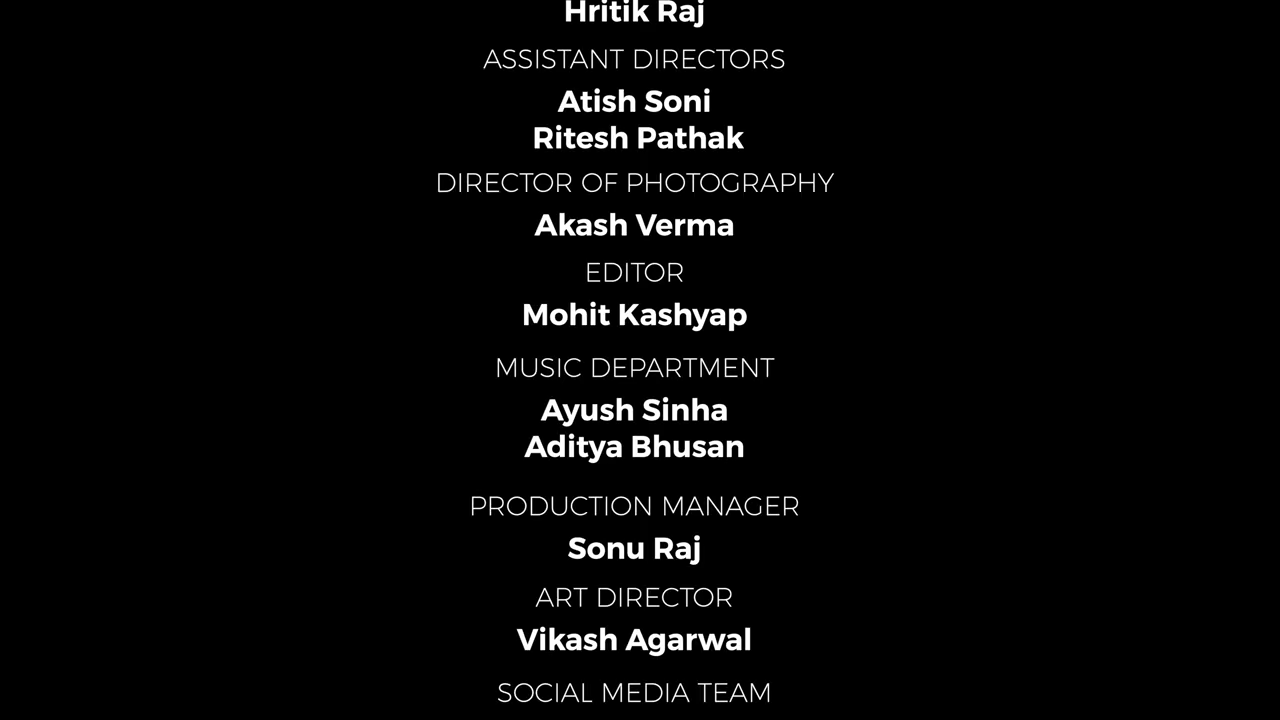 Hritik Raj
ASSISTANT DIRECTORS
Atish Soni
Ritesh Pathak
DIRECTOR OF PHOTOGRAPHY
Akash Verma
EDITOR
Mohit Kashyap
MUSIC DEPARTMENT
Ayush Sinha
Aditya Bhusan
PRODUCTION MANAGER
Sonu Raj
ART DIRECTOR
Vikash Agarwal
SOCIAL MEDIA TEAM